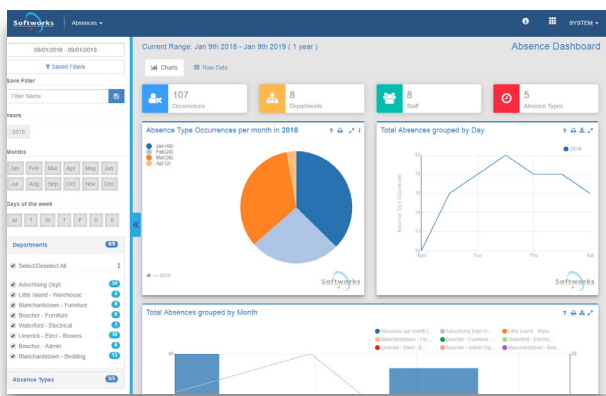 Softworks
Absences
SYSTEM
09/01/2018 - 09/01/2019
Saved Filters
Save Filter
Filter Name
Years
2018
Months
Jan Feb Mar Apr May Jun
Jul Aug Sep Oct Nov Dec
Days of the week
M T W T F S S
Departments 8/8
Select/Deselect All
Advertising Dept
Little Island - Warehouse
Blanchardstown - Furniture
Boucher - Furniture
Waterford - Electrical
Limerick - Elect - Browns
Boucher - Admin
Blanchardstown - Bedding
Absence Types 5/5
Current Range: Jan 9th 2018 - Jan 9th 2019 ( 1 year )
Absence Dashboard
Charts
Raw Data
107
Occurrences
8
Departments
8
Staff
5
Absence Types
Absence Type Occurrences per month in 2018
Jan(40)
Feb(28)
Mar(36)
Apr (3)
2018
Softworks
Total Absences grouped by Day
2018
Absence Type Occurrences
Sun Tue Thu Sat
Softworks
Total Absences grouped by Month
Absences per month (...
Advertising Dept (V...
Little Island - Ware...
Blanchardstown - Fur...
Boucher - Furniture ...
Waterford - Electric...
Limerick - Elect - B...
Boucher - Admin (Ag...
Blanchardstown - Bed...
40
20